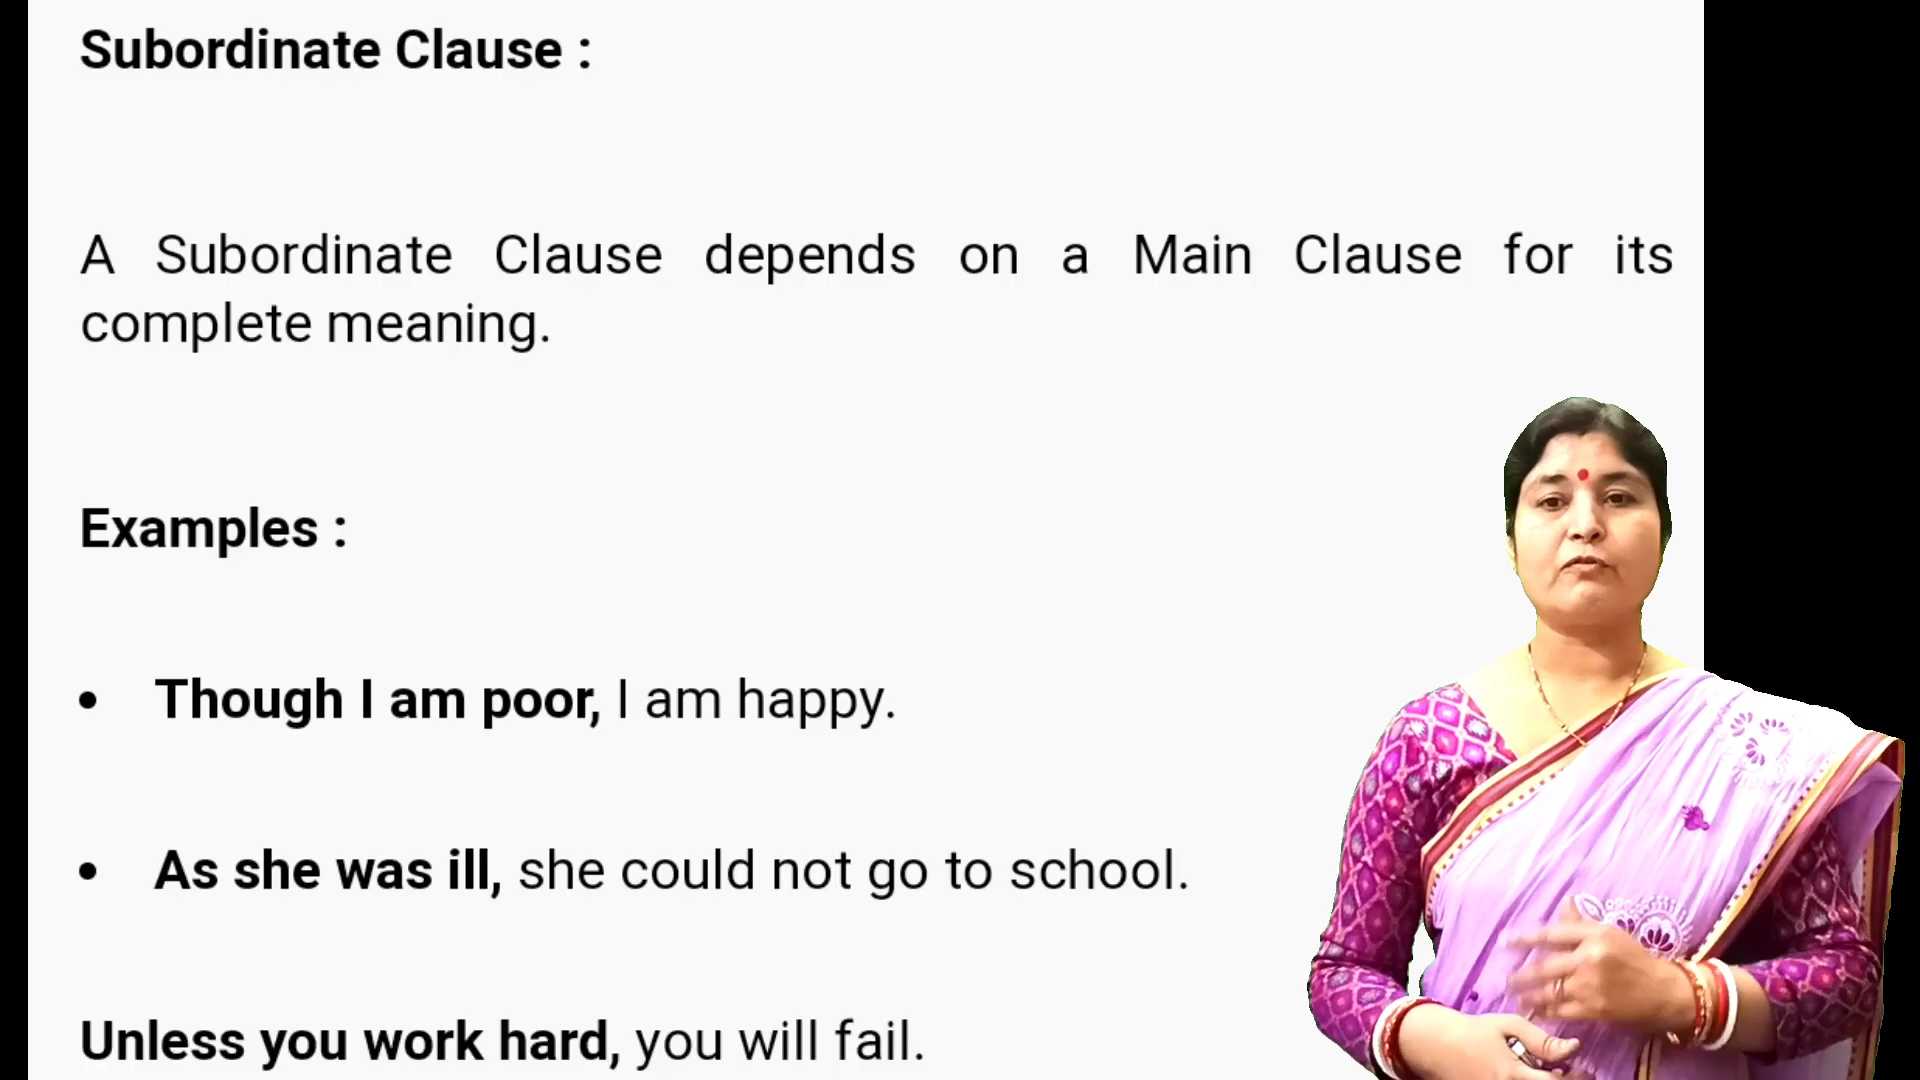 Subordinate Clause :
A Subordinate Clause depends on a Main Clause for its
complete meaning.
Examples :
• Though I am poor, I am happy.
• As she was ill, she could not go to school.
Unless you work hard, you will fail.